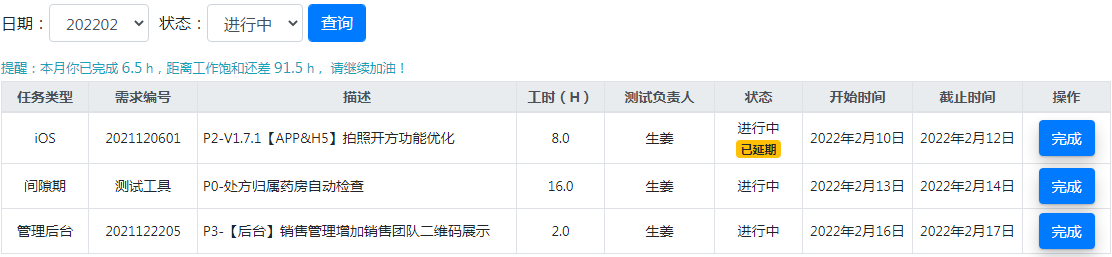 日期： 202202 状态： 进行中 查询
提醒：本月你已完成 6.5 h，距离工作饱和还差 91.5 h， 请继续加油！
任务类型 需求编号 描述 工时（H） 测试负责人 状态 开始时间 截止时间 操作
iOS 2021120601 P2-V1.7.1【APP&H5】拍照开方功能优化 8.0 生姜 进行中 已延期 2022年2月10日 2022年2月12日 完成
间隙期 测试工具 P0-处方归属药房自动检查 16.0 生姜 进行中 2022年2月13日 2022年2月14日 完成
管理后台 2021122205 P3-【后台】销售管理增加销售团队二维码展示 2.0 生姜 进行中 2022年2月16日 2022年2月17日 完成